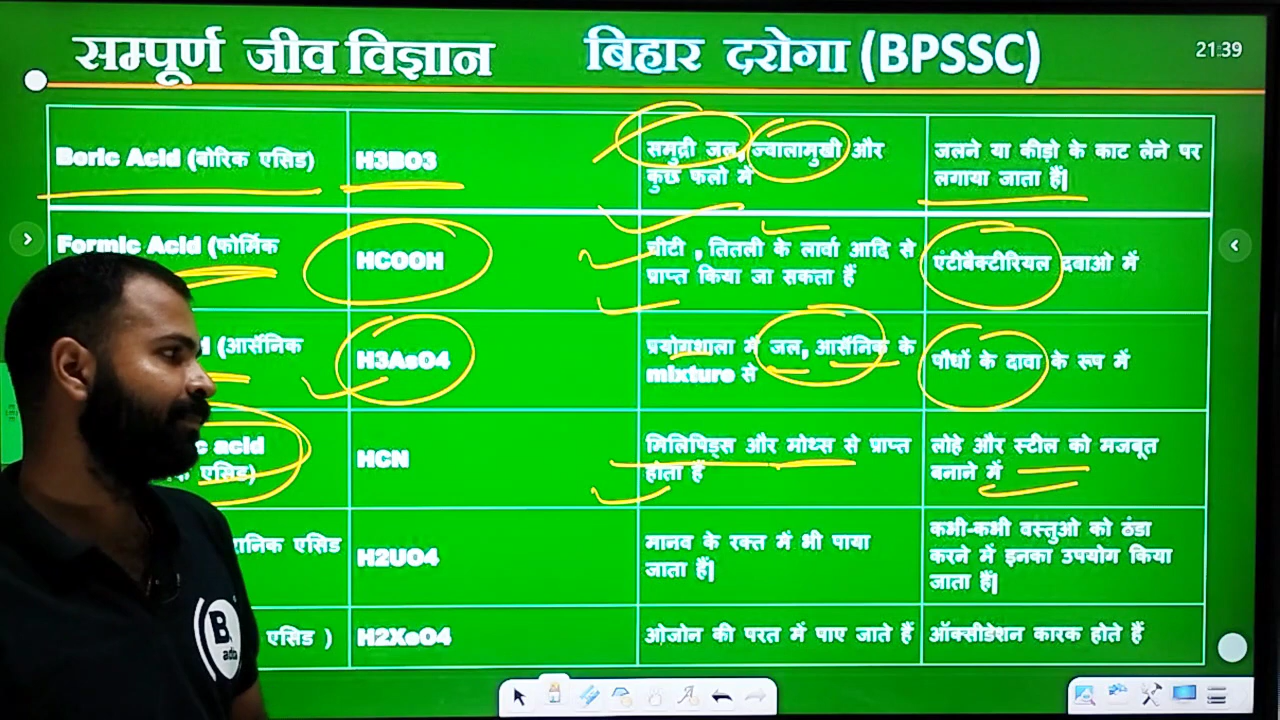 सम्पूर्ण जीव विज्ञान बिहार दरोगा (BPSSC)
21:39
Boric Acid (बोरिक एसिड)
H3BO3
समुद्री जल, ज्वालामुखी और
कुछ फलो में
जलने या कीड़ो के काट लेने पर
लगाया जाता हैं|
Formic Acid (फोर्मिक
HCOOH
चीटी , तितली के लार्वा आदि से
प्राप्त किया जा सकता हैं
एंटीबैक्टीरियल दवाओ में
(आर्सेनिक
H3AsO4
प्रयोगशाला में जल, आर्सेनिक के
mixture से
पौधों के दावा के रूप में
c acid
एसिड)
HCN
मिलिपिड्स और मोथ्स से प्राप्त
होता हैं
लोहे और स्टील को मजबूत
बनाने में
एसिड
H2UO4
मानव के रक्त में भी पाया
जाता हैं|
कभी-कभी वस्तुओ को ठंडा
करने में इनका उपयोग किया
जाता हैं|
एसिड )
H2XeO4
ओजोन की परत में पाए जाते हैं
ऑक्सीडेशन कारक होते हैं
B